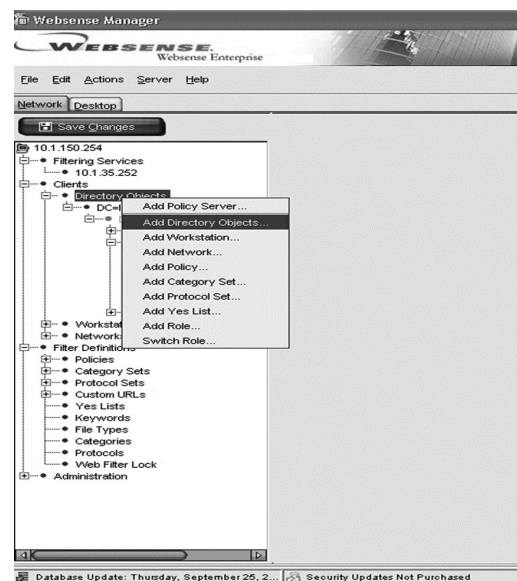 Websense Manager
WEBSENSE.
Websense Enterprise
File Edit Actions Server Help
Network Desktop
Save Changes
10.1.150.254
Filtering Services
10.1.35.252
Clients
Directory Objects
DC=
Workstat
Network
Filter Definitions
Policies
Category Sets
Protocol Sets
Custom URLs
Yes Lists
Keywords
File Types
Categories
Protocols
Web Filter Lock
Administration
Add Policy Server...
Add Directory Objects...
Add Workstation...
Add Network...
Add Policy...
Add Category Set...
Add Protocol Set...
Add Yes List...
Add Role...
Switch Role...
Database Update: Thursday, September 25, 2... Security Updates Not Purchased